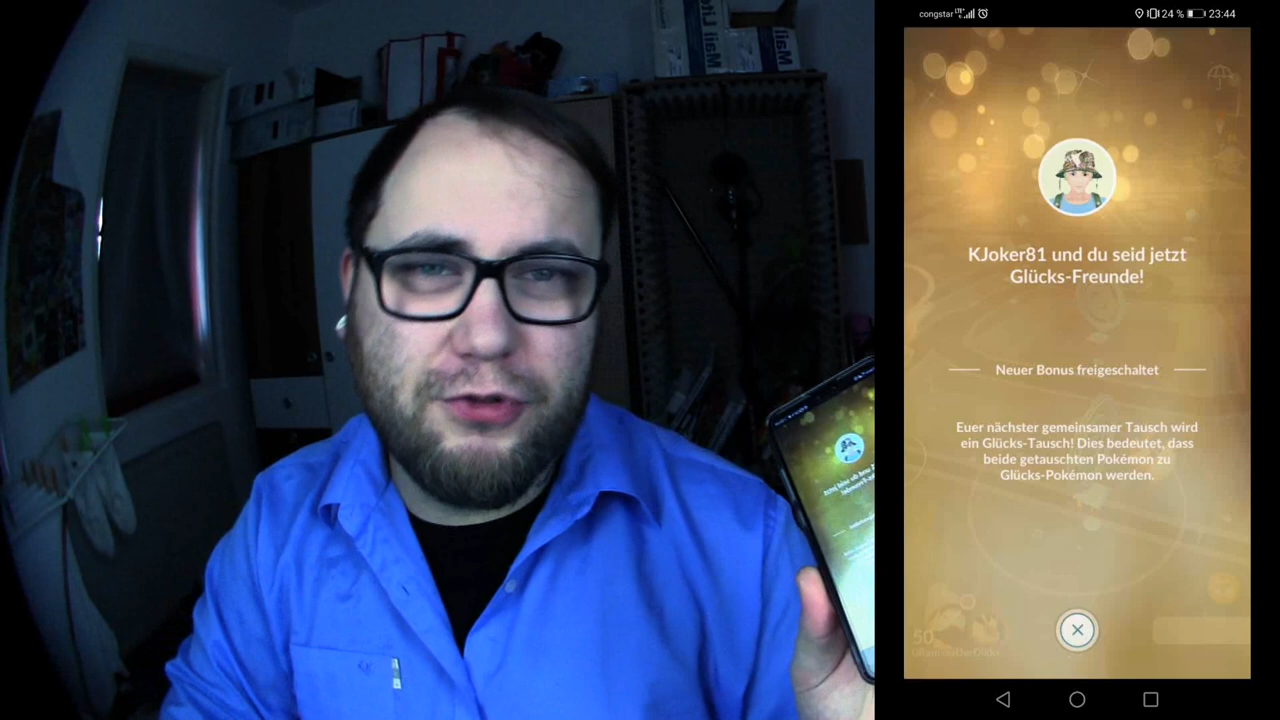 congstar
24 %
23:44
KJoker81 und du seid jetzt
Glücks-Freunde!
Neuer Bonus freigeschaltet
Euer nächster gemeinsamer Tausch wird
ein Glücks-Tausch! Dies bedeutet, dass
beide getauschten Pokémon zu
Glücks-Pokémon werden.
50